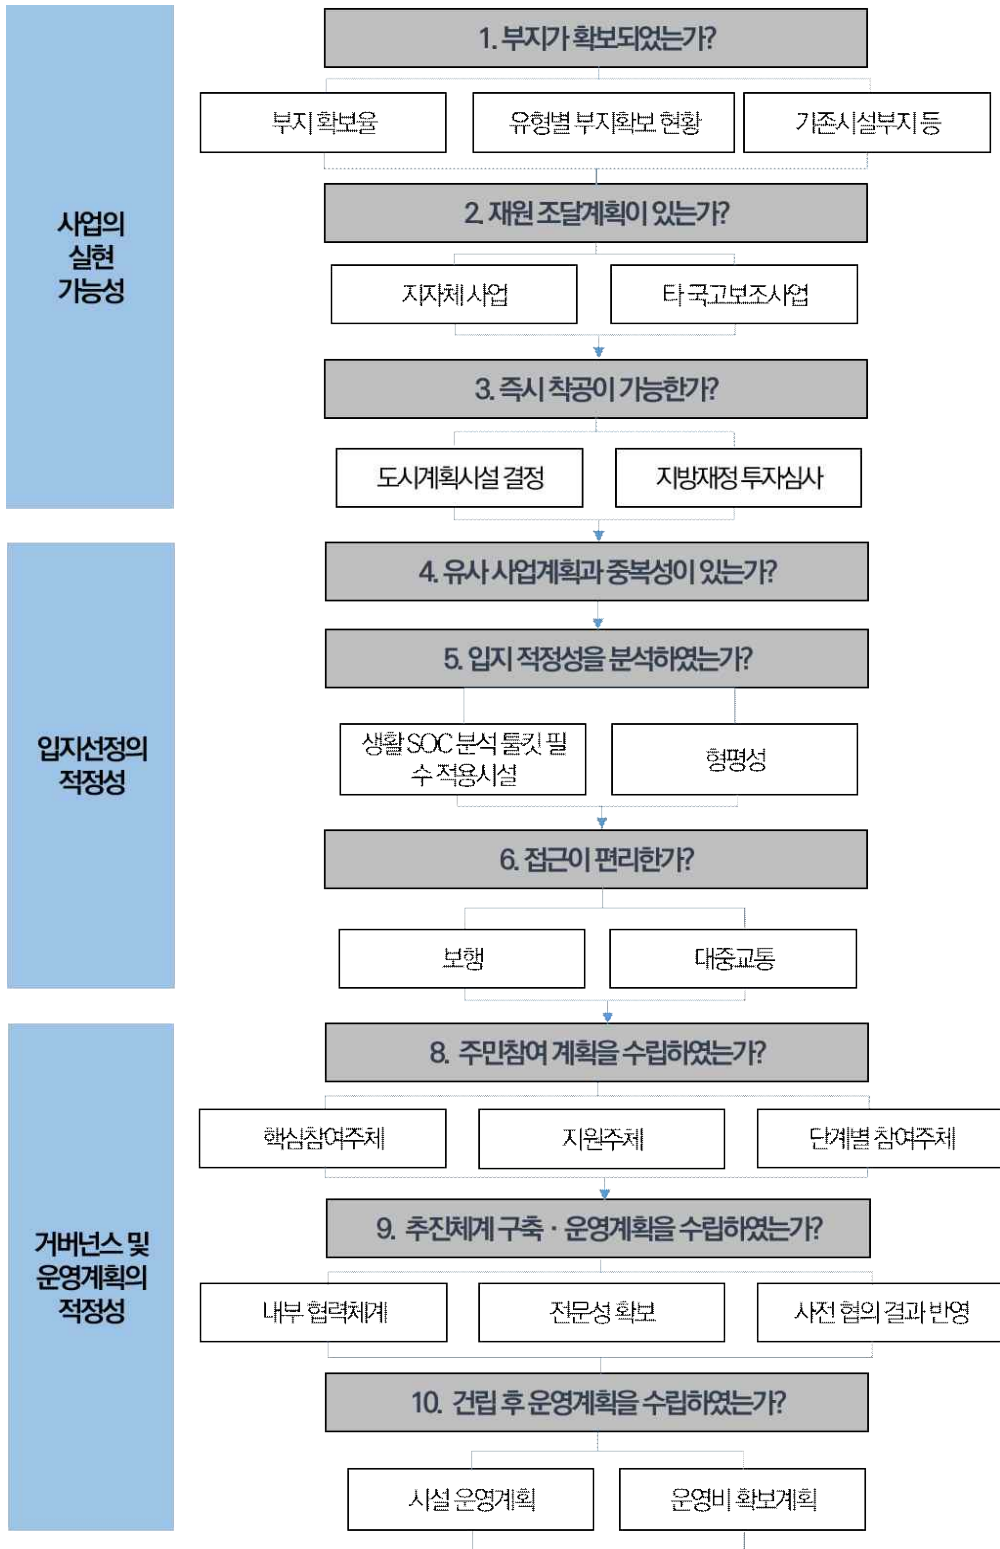 사업의
실현
가능성
1. 부지가 확보되었는가?
부지 확보율
유형별 부지확보 현황
기존시설부지 등
2. 재원 조달계획이 있는가?
지자체 사업
타 국고보조사업
3. 즉시 착공이 가능한가?
도시계획시설 결정
지방재정 투자심사
입지선정의
적정성
4. 유사 사업계획과 중복성이 있는가?
5. 입지 적정성을 분석하였는가?
생활 SOC 분석 툴킷 필
수 적용시설
형평성
6. 접근이 편리한가?
보행
대중교통
거버넌스 및
운영계획의
적정성
8. 주민참여 계획을 수립하였는가?
핵심참여주체
지원주체
단계별 참여주체
9. 추진체계 구축 · 운영계획을 수립하였는가?
내부 협력체계
전문성 확보
사전 협의 결과 반영
10. 건립 후 운영계획을 수립하였는가?
시설 운영계획
운영비 확보계획